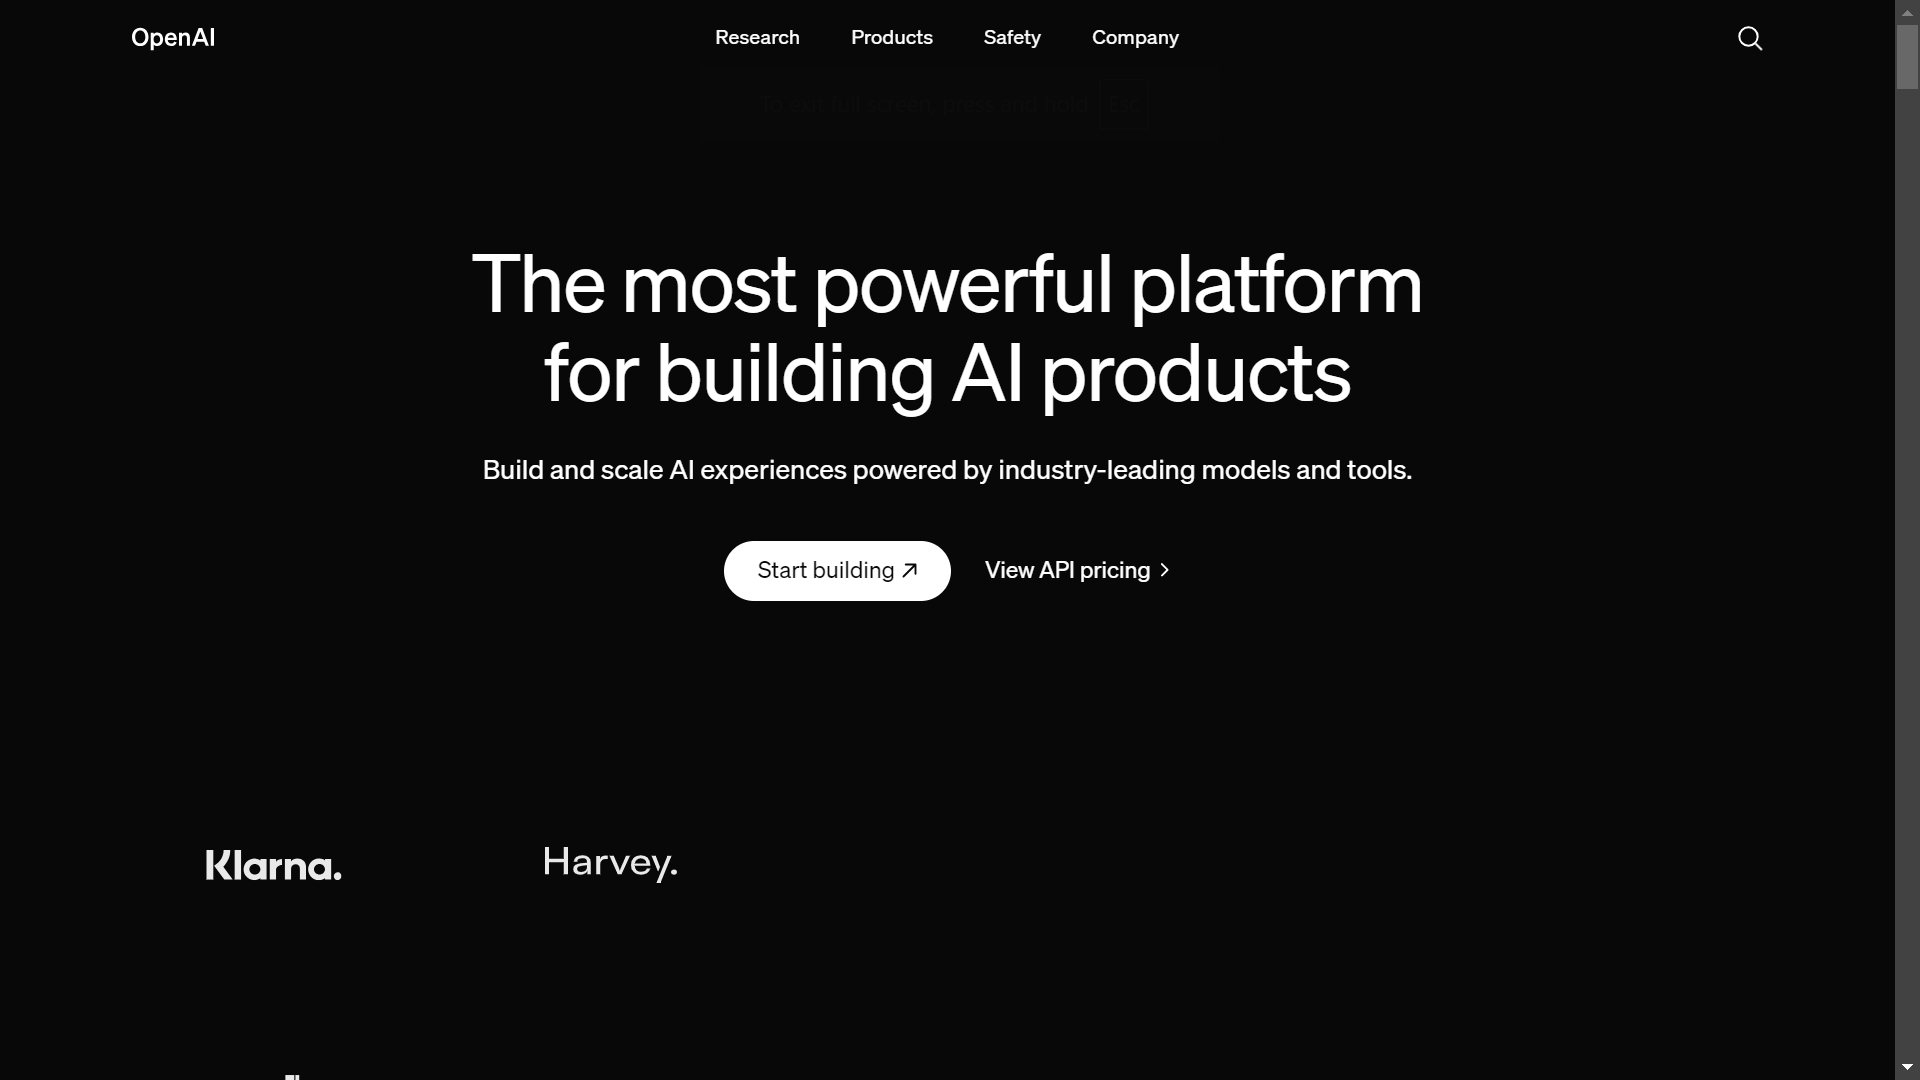 OpenAI
Research
Products
Safety
Company
To exit full screen, press and hold Esc
The most powerful platform
for building AI products
Build and scale AI experiences powered by industry-leading models and tools.
Start building
View API pricing
Klarna.
Harvey.